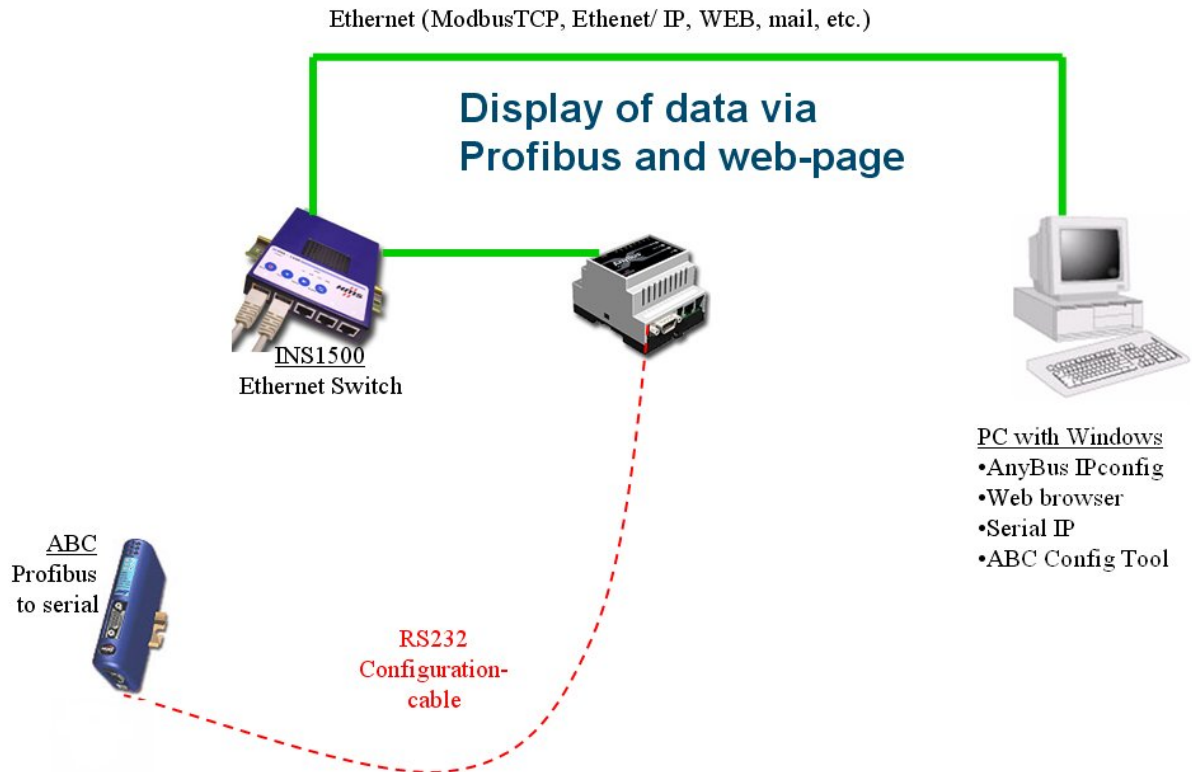 Ethernet (ModbusTCP, Ethenet/ IP, WEB, mail, etc.)
Display of data via
Profibus and web-page
INS1500
Ethernet Switch
PC with Windows
•AnyBus IPconfig
•Web browser
•Serial IP
•ABC Config Tool
ABC
Profibus
to serial
RS232
Configuration-
cable